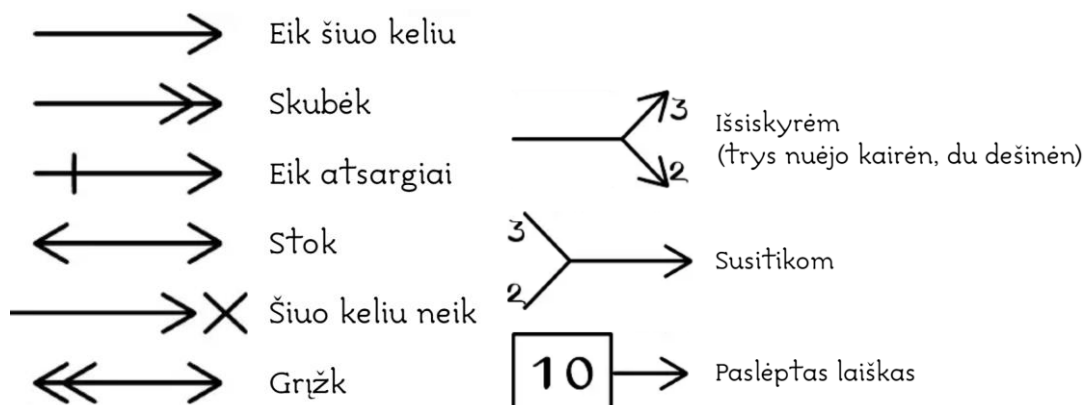 Eik šiuo keliu
Skubėk
Eik atsargiai
Stok
Šiuo keliu neik
Grįžk
3
2
Išsiskyrėm
(trys nuėjo kairėn, du dešinėn)
3
2
Susitikom
10
Paslėptas laiškas